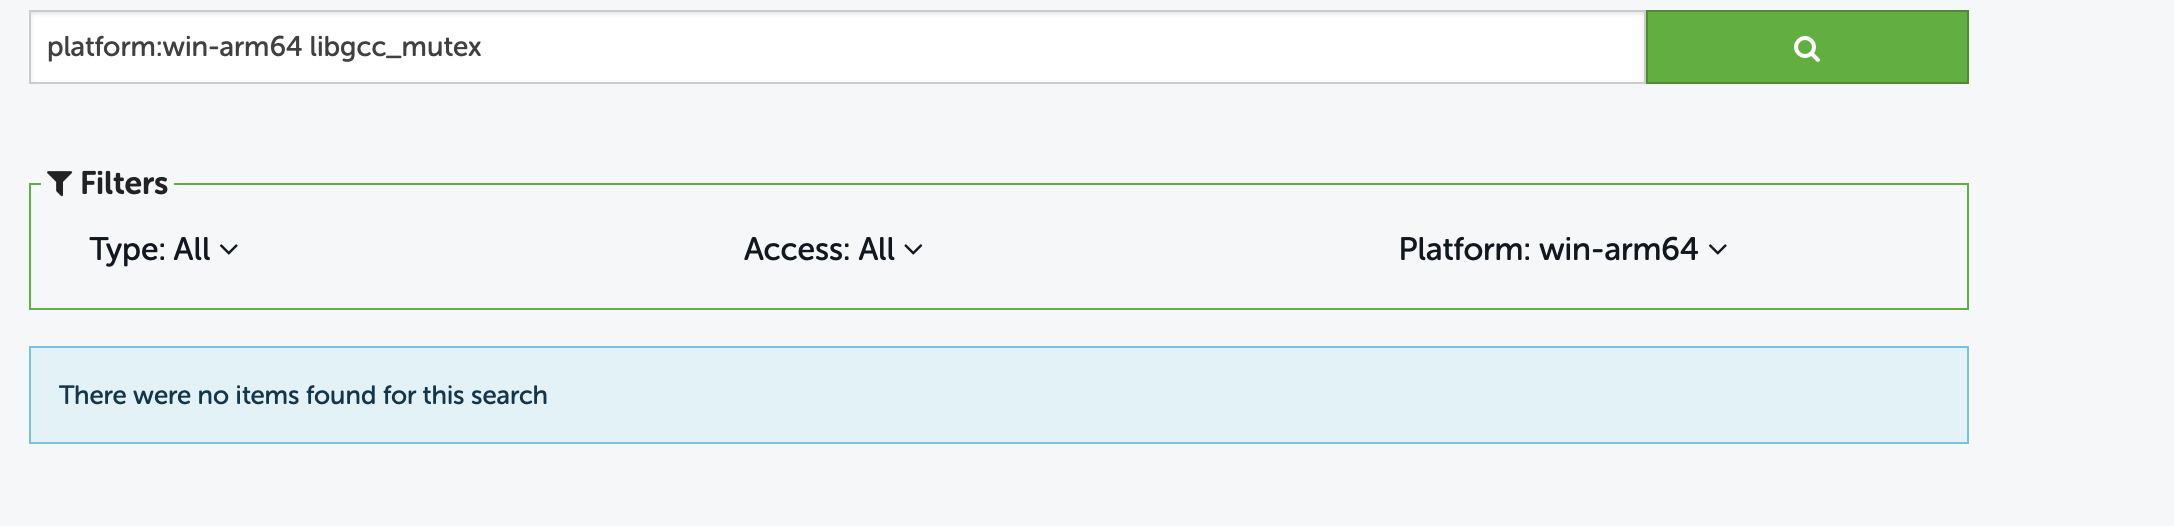 platform:win-arm64 libgcc_mutex
Filters
Type: All
Access: All
Platform: win-arm64
There were no items found for this search